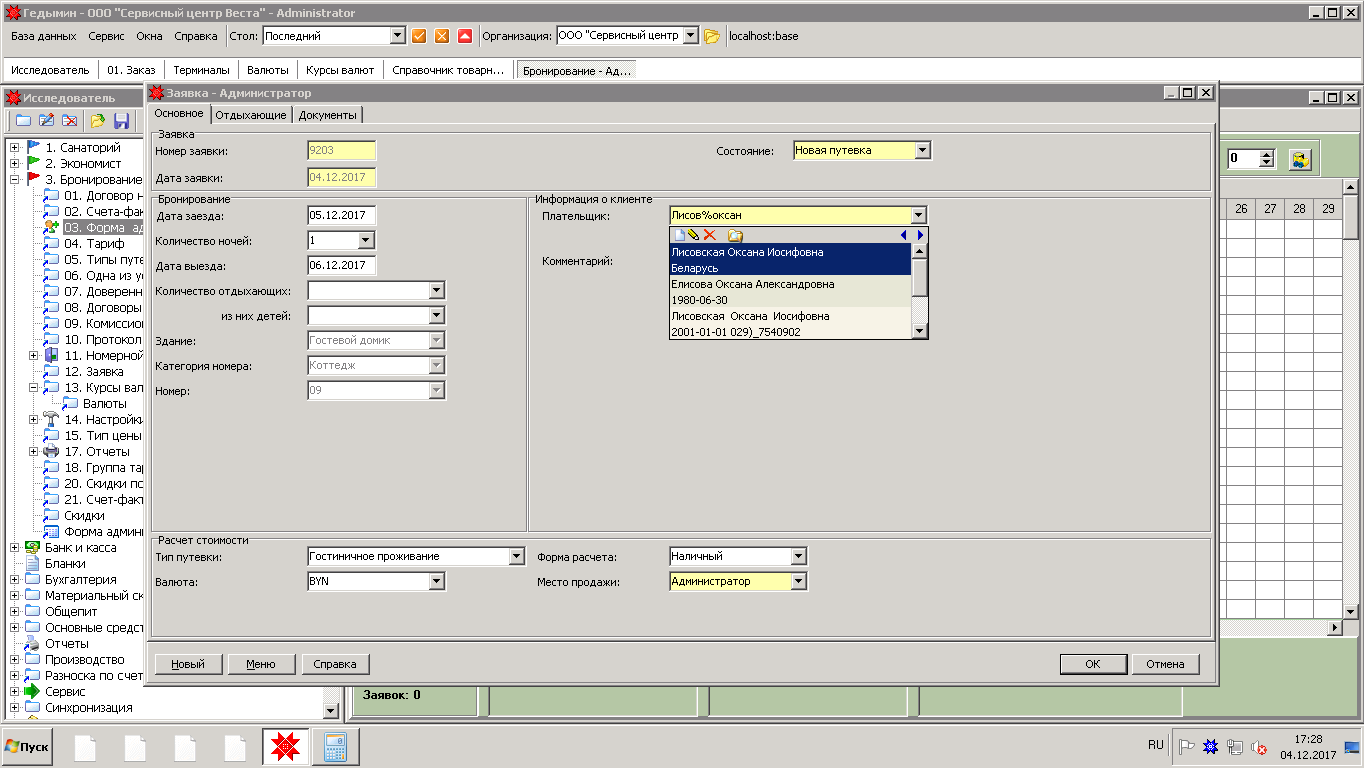 Гедымин - ООО "Сервисный центр Веста" - Administrator
База данных Сервис Окна Справка Стол: Последний Организация: ООО "Сервисный центр localhost:base
Исследователь 01. Заказ Терминалы Валюты Курсы валют Справочник товарн... Бронирование - Ад...
Исследователь
1. Санаторий
2. Экономист
3. Бронирование
01. Договор н
02. Счета-фак
03. Форма ад
04. Тариф
05. Типы путе
06. Одна из ус
07. Доверенн
08. Договоры
09. Комиссион
10. Протокол
11. Номерной
12. Заявка
13. Курсы вал
Валюты
14. Настройки
15. Тип цены
17. Отчеты
18. Группа та
20. Скидки по
21. Счет-факт
Скидки
Форма админи
Банк и касса
Бланки
Бухгалтерия
Материальный ск
Общепит
Основные средст
Отчеты
Производство
Разноска по счет
Сервис
Синхронизация
Заявка - Администратор
Основное Отдыхающие Документы
Заявка
Номер заявки: 9203 Состояние: Новая путевка
Дата заявки: 04.12.2017
Бронирование
Дата заезда: 05.12.2017
Количество ночей: 1
Дата выезда: 06.12.2017
Количество отдыхающих:
из них детей:
Здание: Гостевой домик
Категория номера: Коттедж
Номер: 09
Информация о клиенте
Плательщик: Лисов%оксан
Комментарий:
Лисовская Оксана Иосифовна
Беларусь
Елисова Оксана Александровна
1980-06-30
Лисовская Оксана Иосифовна
2001-01-01 029)_7540902
Расчет стоимости
Тип путевки: Гостиничное проживание Форма расчета: Наличный
Валюта: BYN Место продажи: Администратор
Новый Меню Справка ОК Отмена
0
26 27 28 29
Заявок: 0
Пуск RU 17:28
04.12.2017